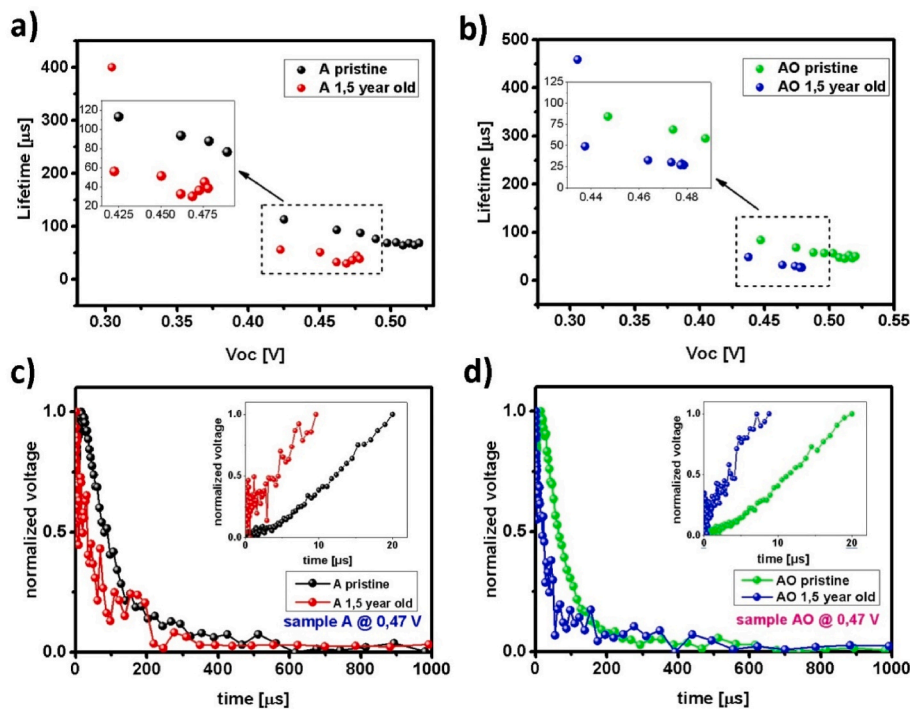 a)
A pristine
A 1,5 year old
400
300
200
100
0
Lifetime [µs]
120
100
80
60
40
20
0.425 0.450 0.475
0.30 0.35 0.40 0.45 0.50
Voc [V]
b)
AO pristine
AO 1,5 year old
500
400
300
200
100
0
Lifetime [µs]
125
100
75
50
25
0
0.44 0.46 0.48
0.30 0.35 0.40 0.45 0.50 0.55
Voc [V]
c)
1.0
0.5
0.0
normalized voltage
1.0
0.5
0.0
normalized voltage
0 10 20
time [µs]
A pristine
A 1,5 year old
sample A @ 0,47 V
0 200 400 600 800 1000
time [µs]
d)
1.0
0.5
0.0
normalized voltage
1.0
0.5
0.0
normalized voltage
0 10 20
time [µs]
AO pristine
AO 1,5 year old
sample AO @ 0,47 V
0 200 400 600 800 1000
time [µs]